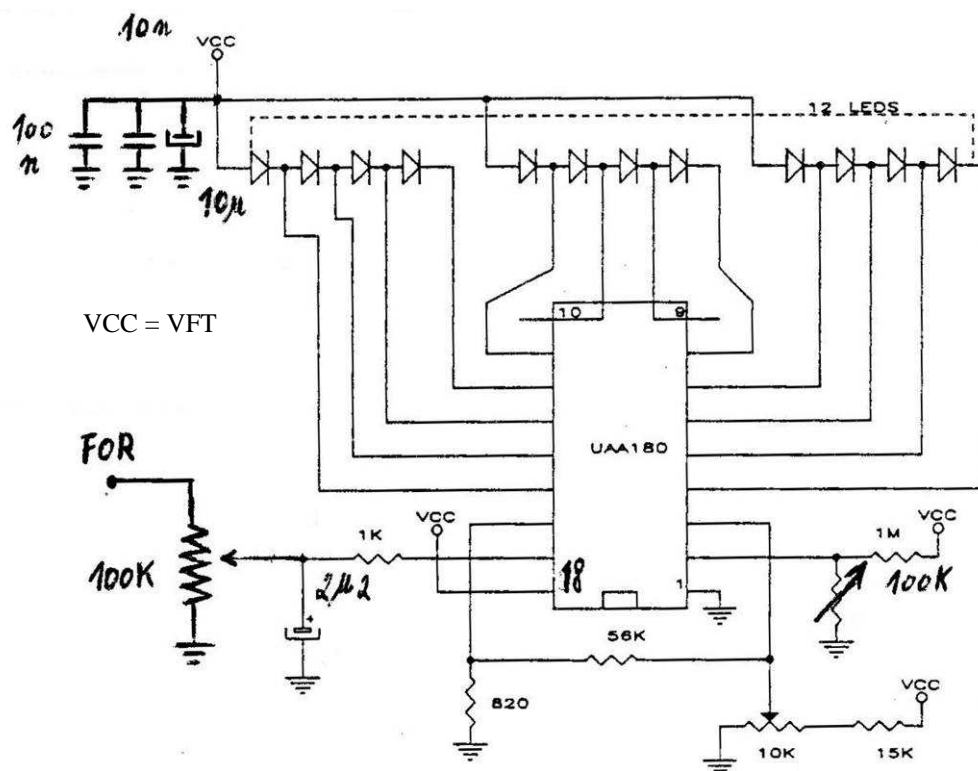 10n
VCC
12 LEDS
100
n
10µ
VCC = VFT
10 9
UAA180
FOR
100K
1K
VCC
2µ2
18 1
1M
VCC
100K
56K
820
VCC
10K 15K